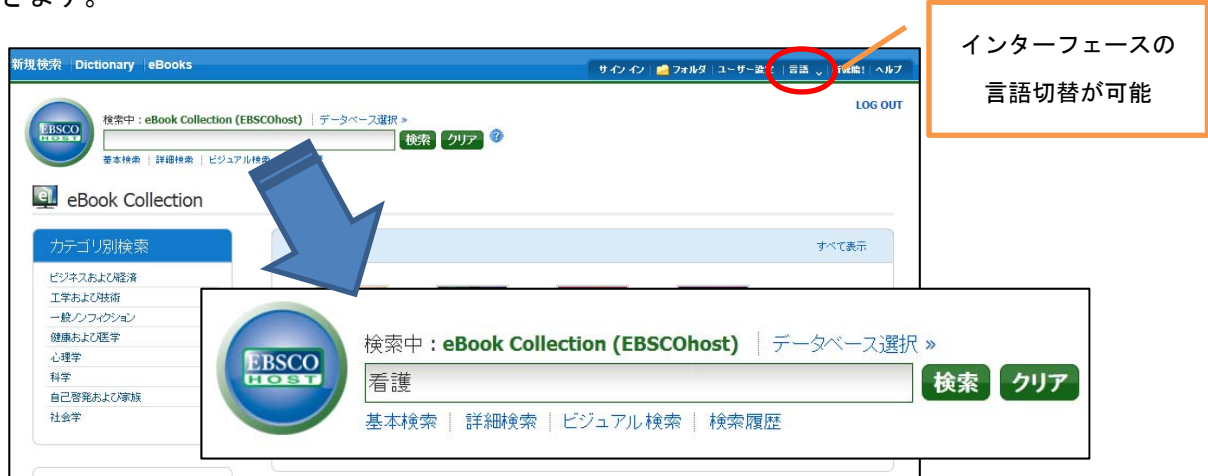 きます。
インターフェースの
言語切替が可能
新規検索 Dictionary eBooks
サインイン フォルダ ユーザー設定 言語 新機能! ヘルプ
LOG OUT
EBSCO
HOST
検索中：eBook Collection (EBSCOhost) データベース選択 »
検索 クリア
基本検索 詳細検索 ビジュアル検索
eBook Collection
カテゴリ別検索
すべて表示
ビジネスおよび経済
工学および技術
一般ノンフィクション
健康および医学
心理学
科学
自己啓発および家族
社会学
EBSCO
HOST
検索中：eBook Collection (EBSCOhost) データベース選択 »
看護 検索 クリア
基本検索 詳細検索 ビジュアル検索 検索履歴